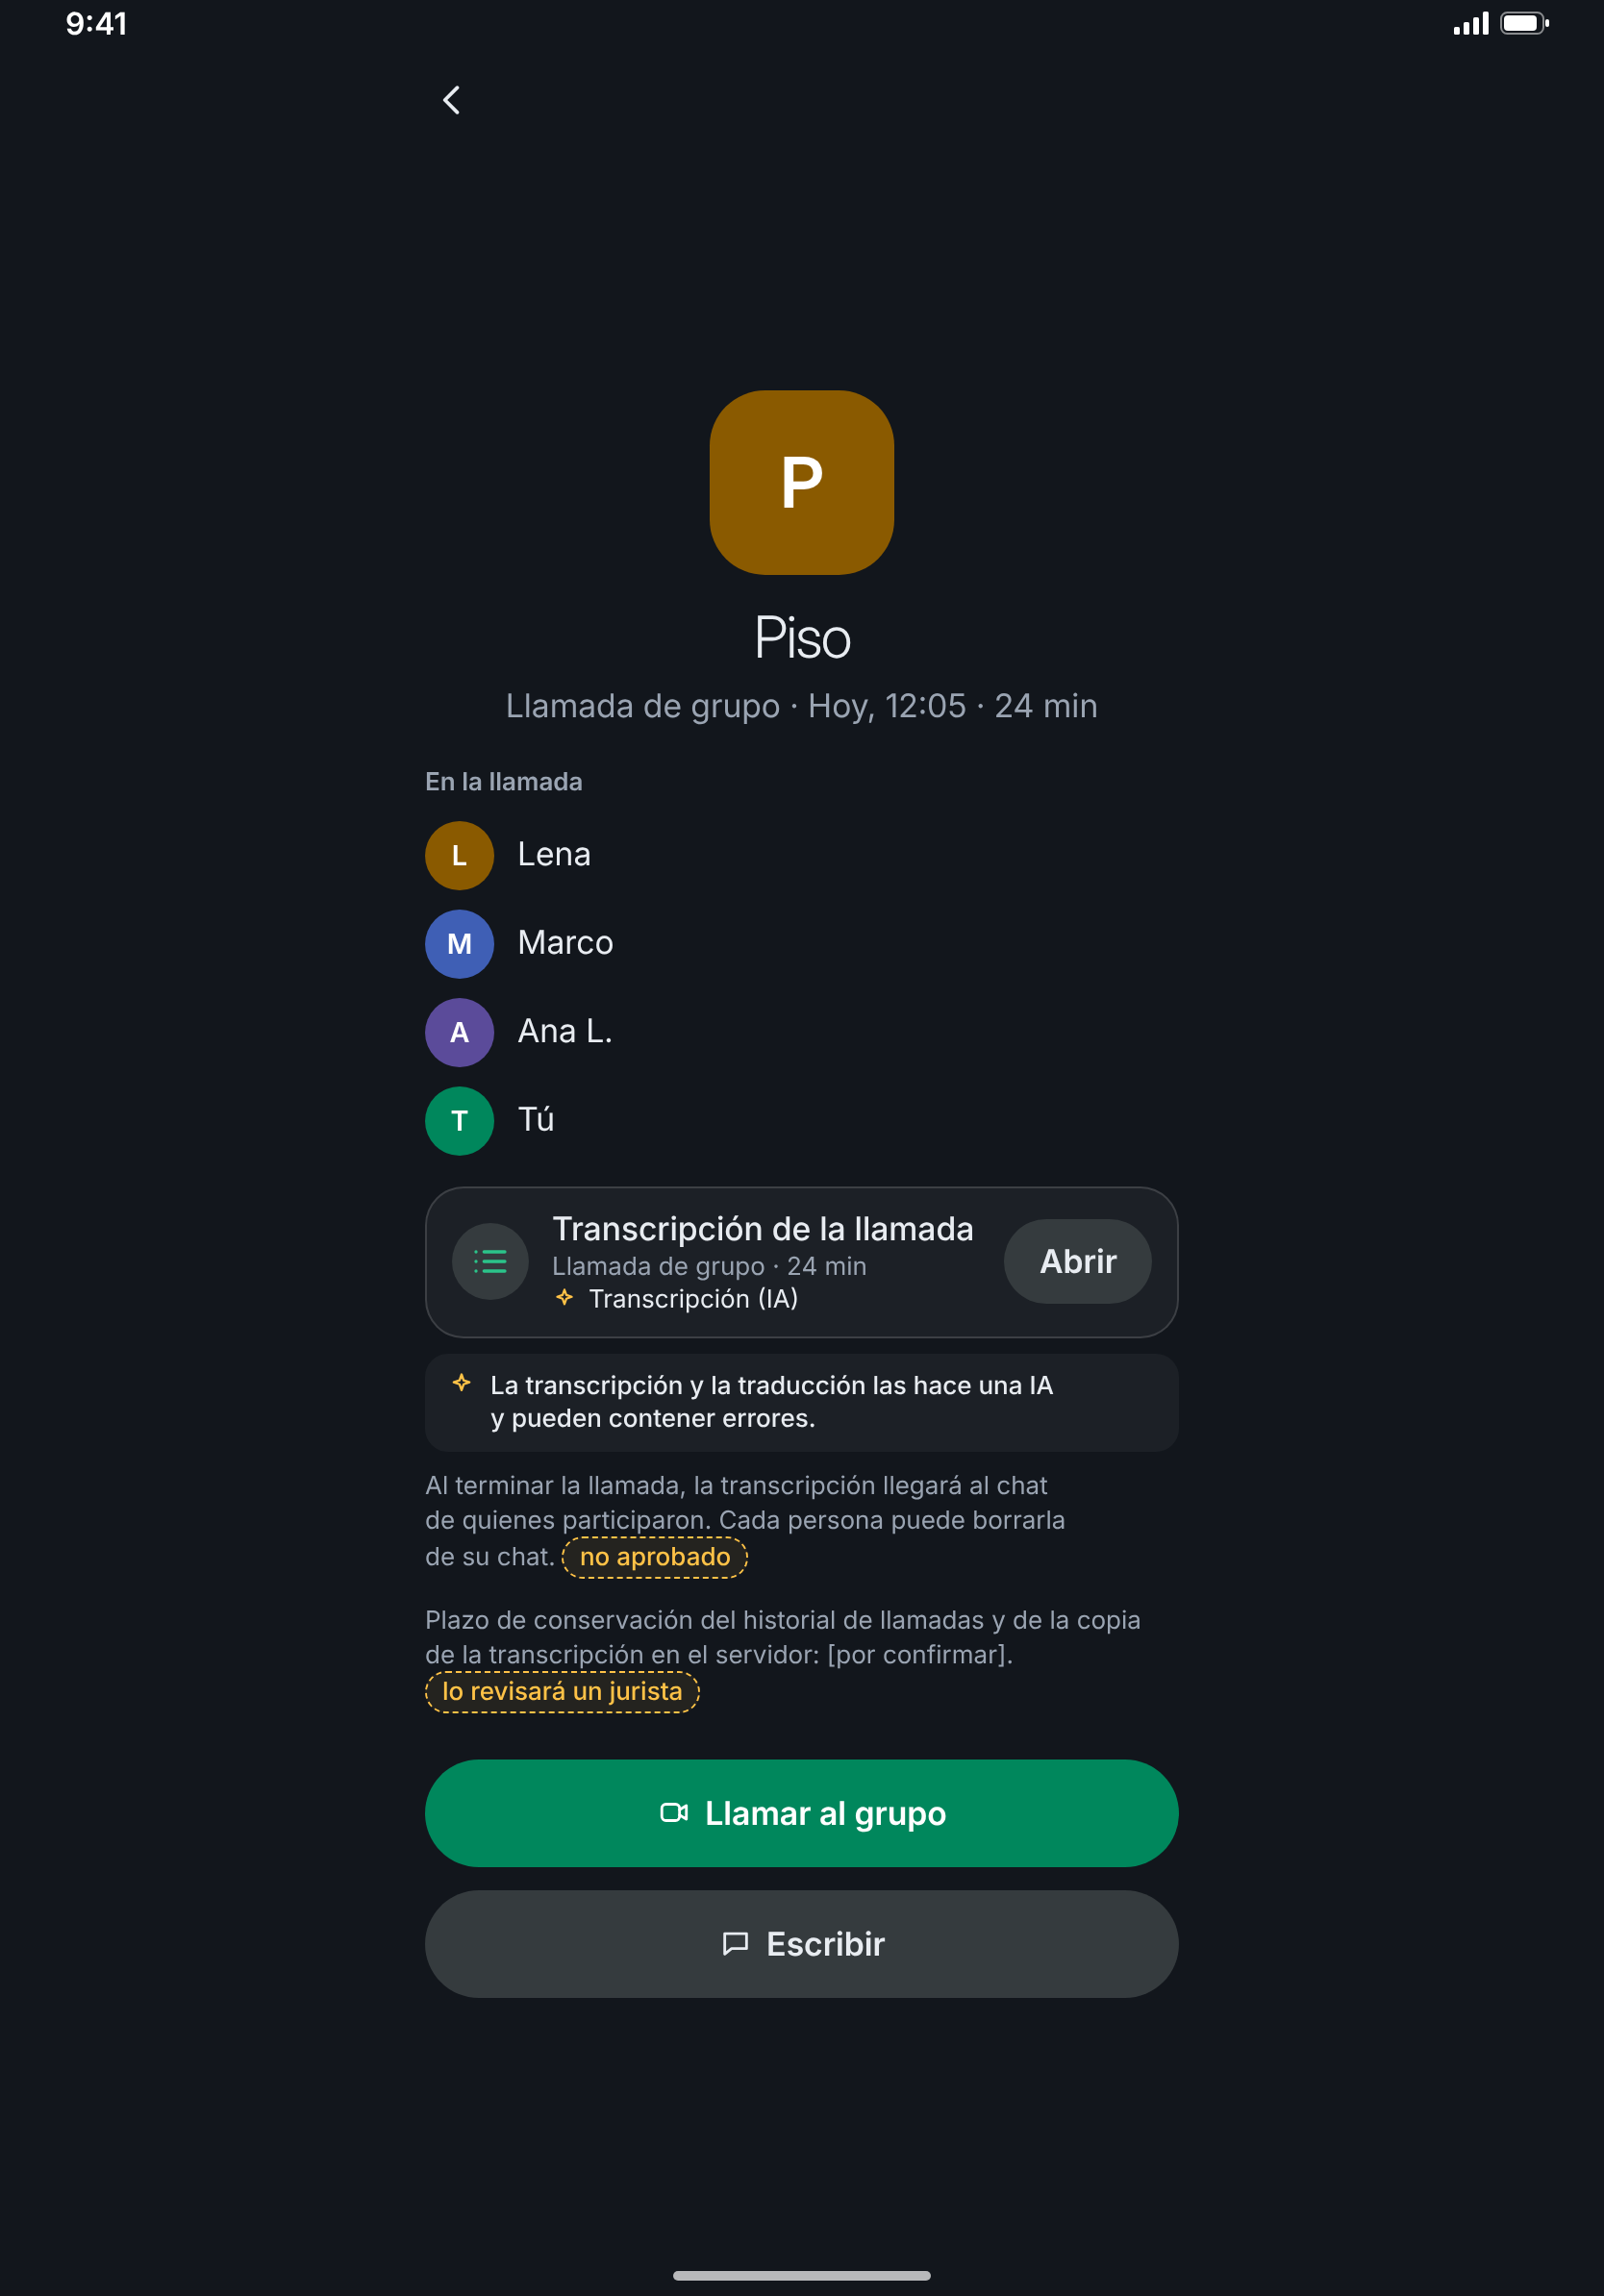 9:41
P
Piso
Llamada de grupo · Hoy, 12:05 · 24 min
En la llamada
L Lena
M Marco
A Ana L.
T Tú
Transcripción de la llamada
Llamada de grupo · 24 min
Transcripción (IA)
Abrir
La transcripción y la traducción las hace una IA
y pueden contener errores.
Al terminar la llamada, la transcripción llegará al chat
de quienes participaron. Cada persona puede borrarla
de su chat. no aprobado
Plazo de conservación del historial de llamadas y de la copia
de la transcripción en el servidor: [por confirmar].
lo revisará un jurista
Llamar al grupo
Escribir